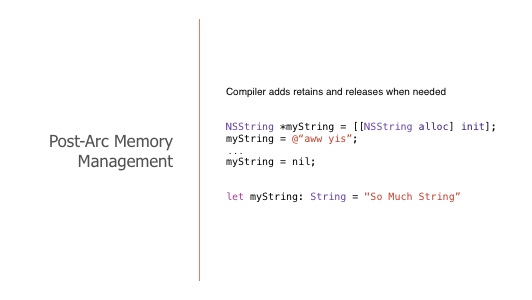 Post-Arc Memory
Management
Compiler adds retains and releases when needed
NSString *myString = [[NSString alloc] init];
myString = @“aww yis”;
...
myString = nil;
let myString: String = "So Much String”